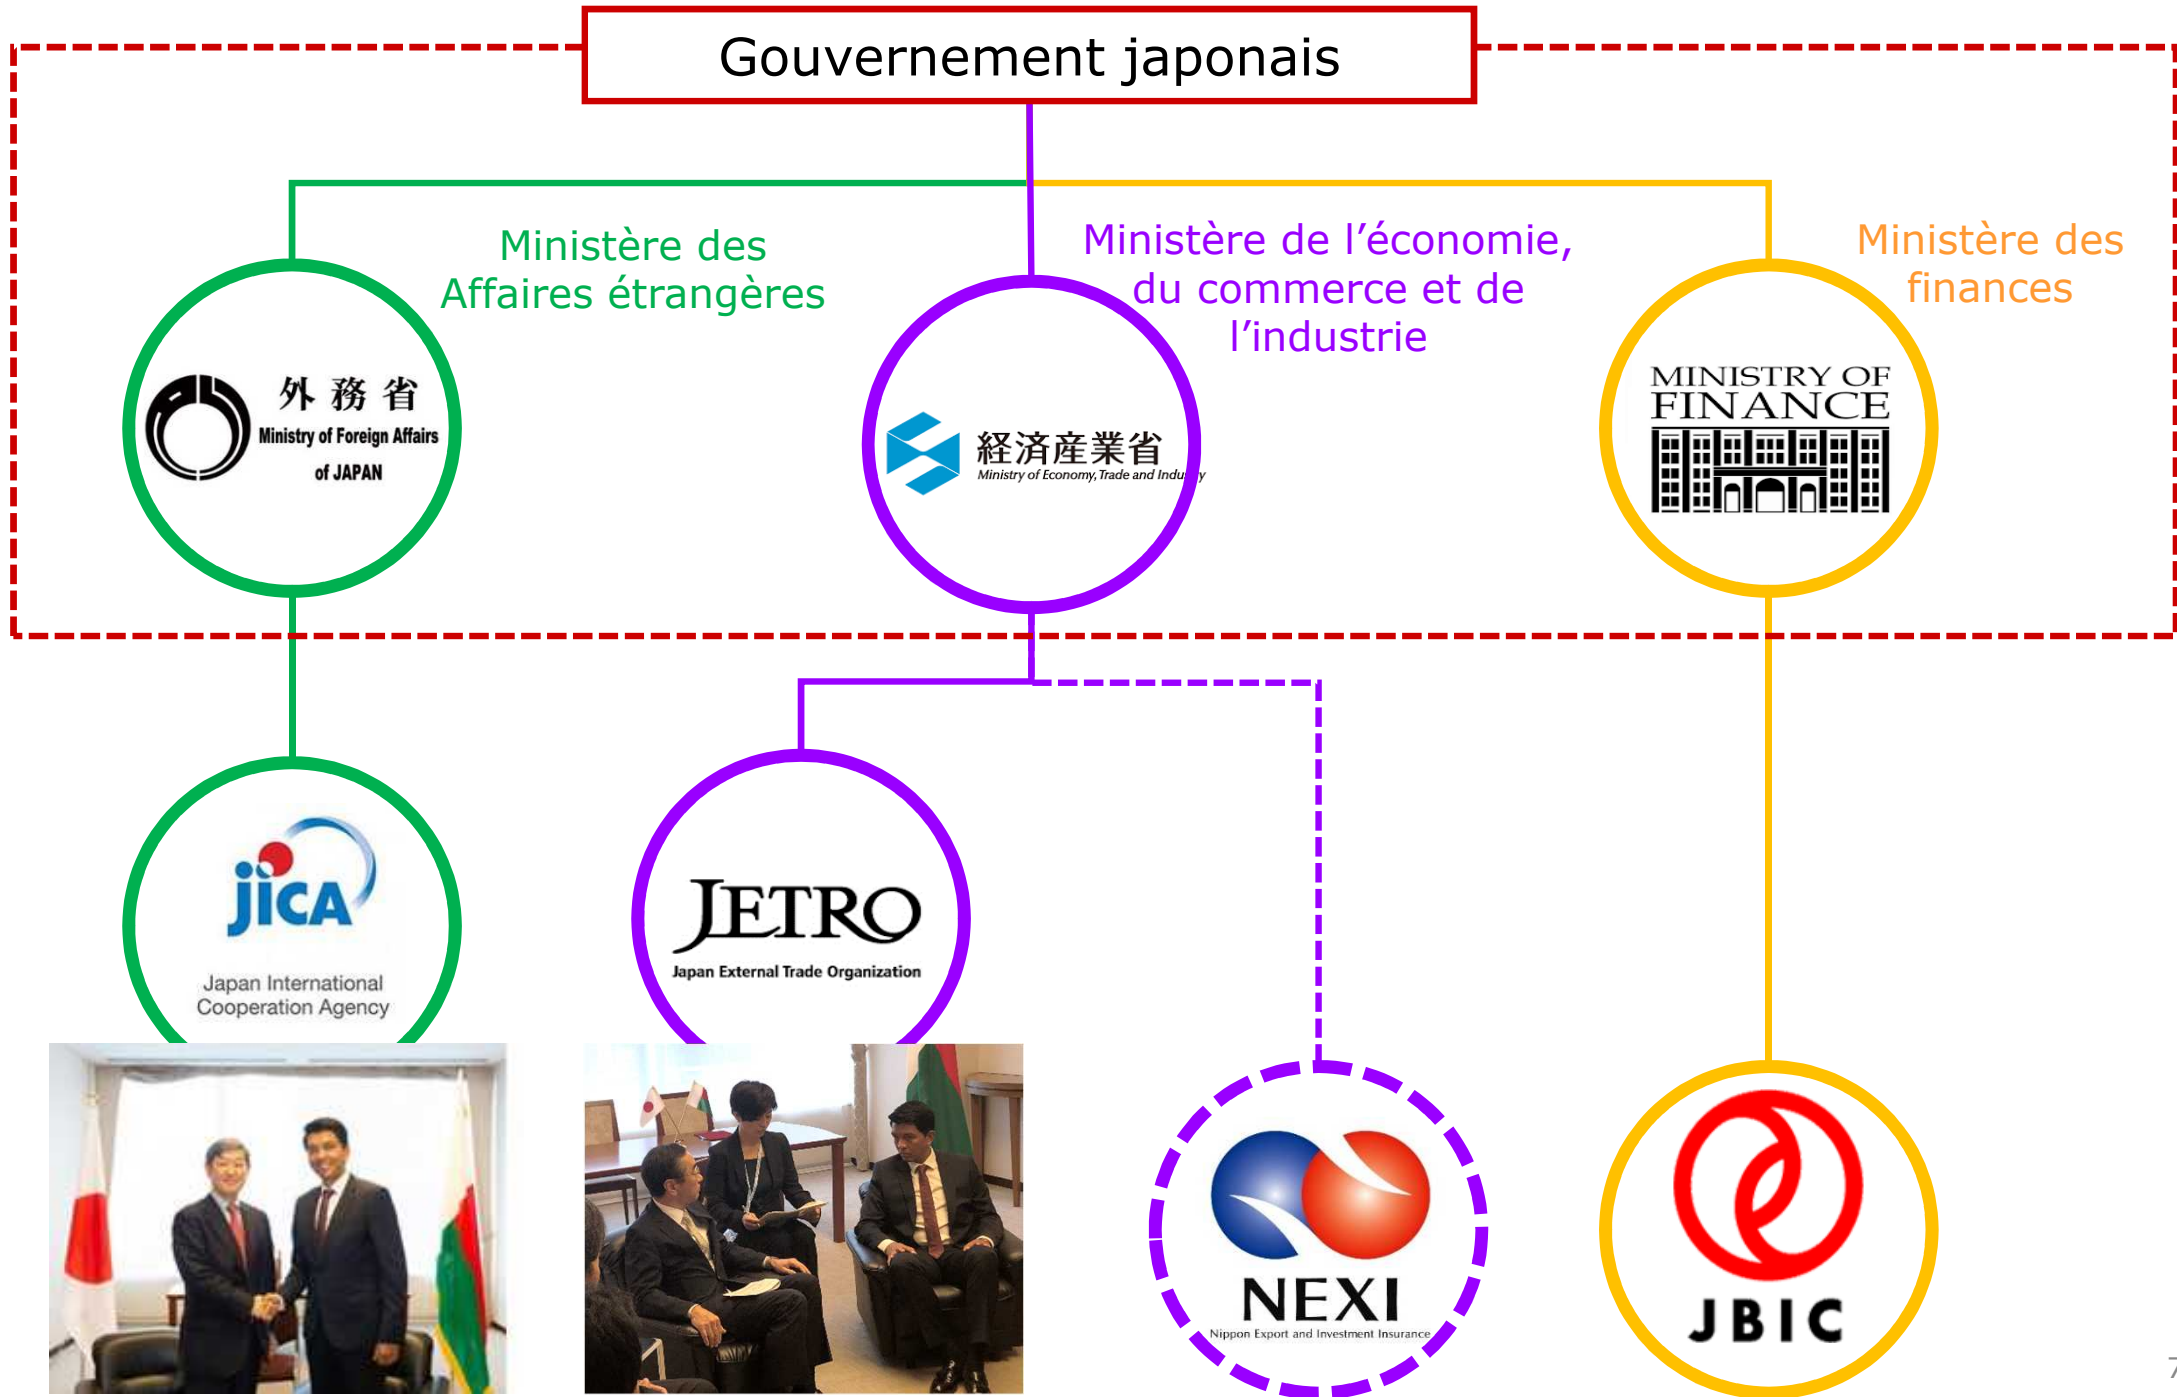 Gouvernement japonais
Ministère des
Affaires étrangères
Ministère de l’économie,
du commerce et de
l’industrie
Ministère des
finances
外務省
Ministry of Foreign Affairs
of JAPAN
経済産業省
Ministry of Economy, Trade and Industry
MINISTRY OF
FINANCE
jICA
Japan International
Cooperation Agency
JETRO
Japan External Trade Organization
NEXI
Nippon Export and Investment Insurance
JBIC
7